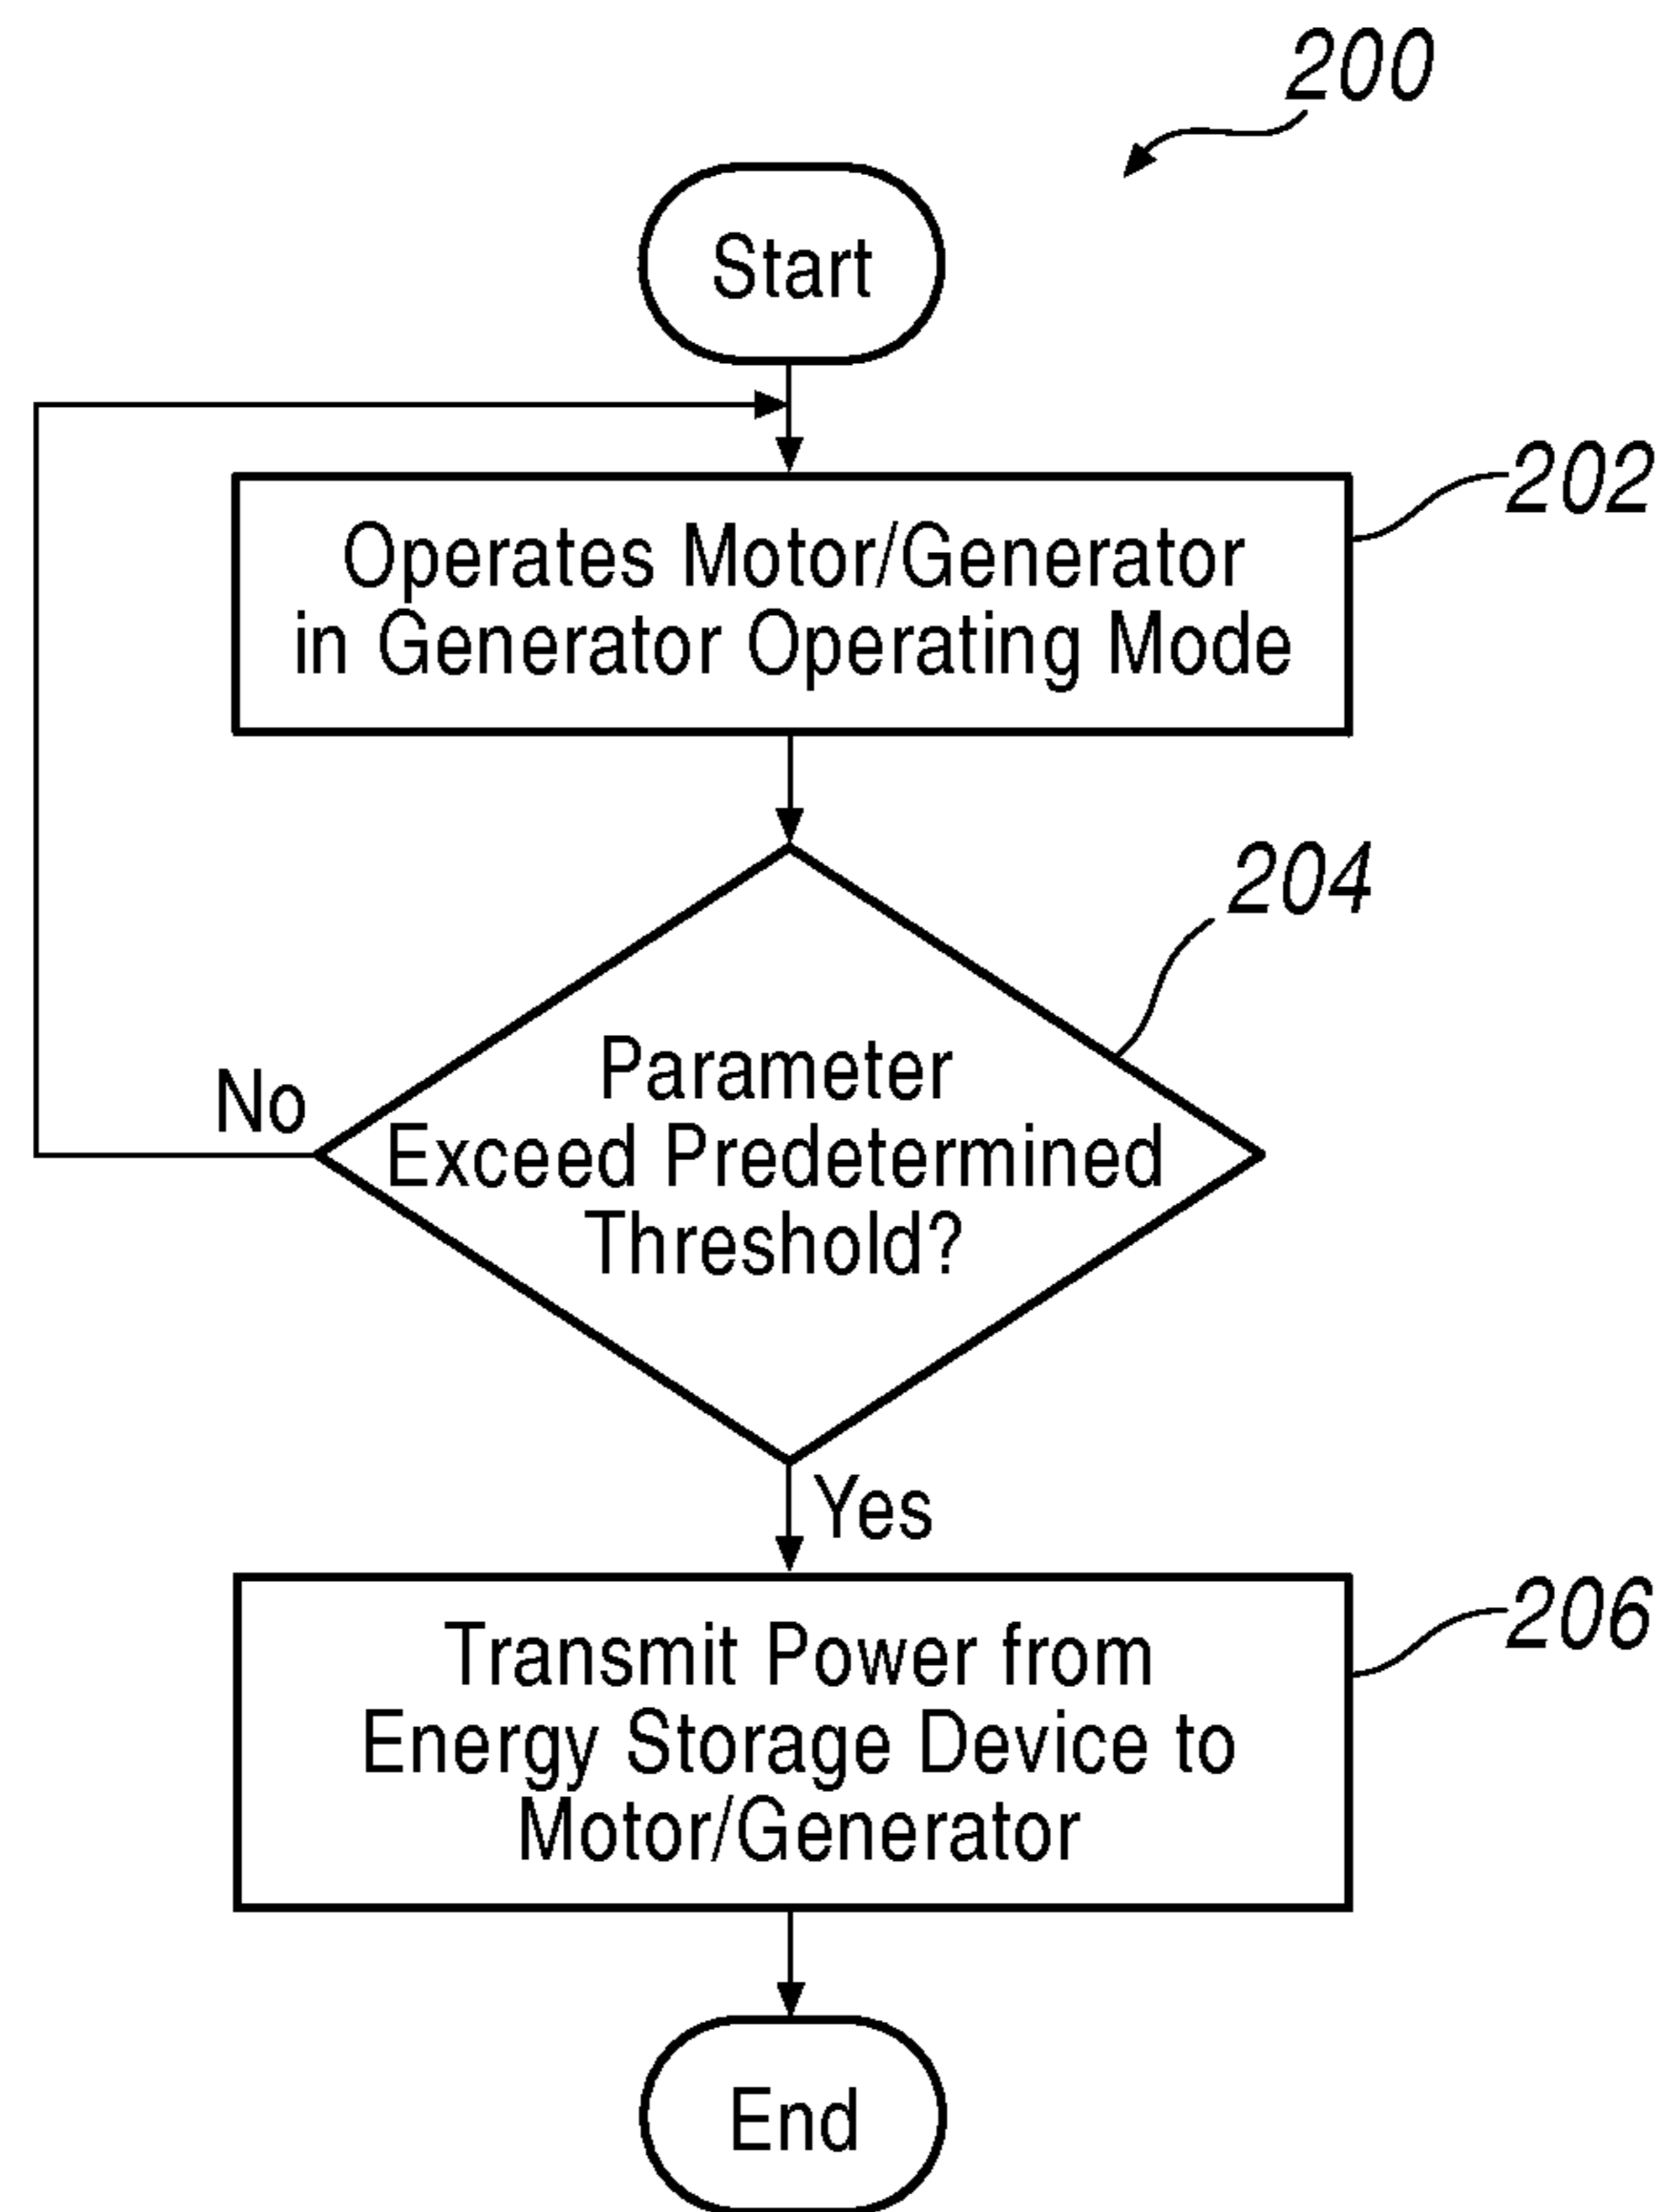 200
Start
202
Operates Motor/Generator
in Generator Operating Mode
204
Parameter
Exceed Predetermined
Threshold?
No
Yes
206
Transmit Power from
Energy Storage Device to
Motor/Generator
End